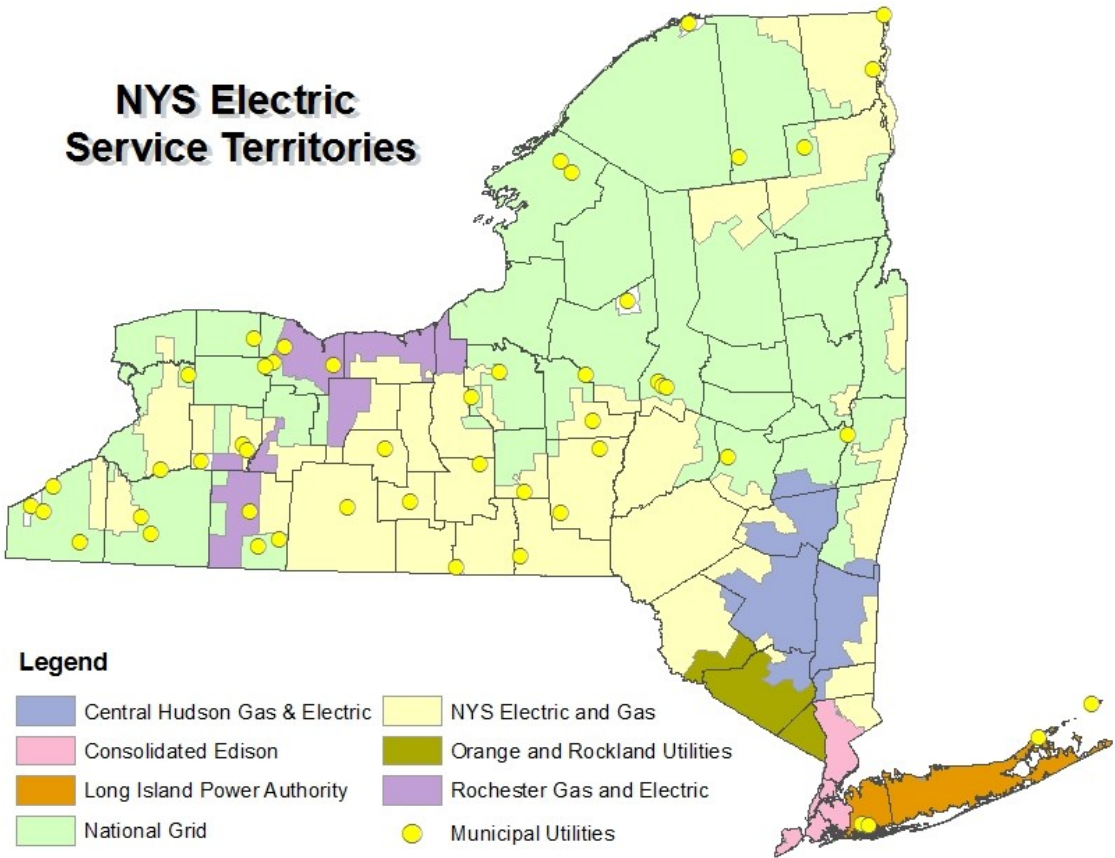 NYS Electric
Service Territories
Legend
Central Hudson Gas & Electric
Consolidated Edison
Long Island Power Authority
National Grid
NYS Electric and Gas
Orange and Rockland Utilities
Rochester Gas and Electric
Municipal Utilities